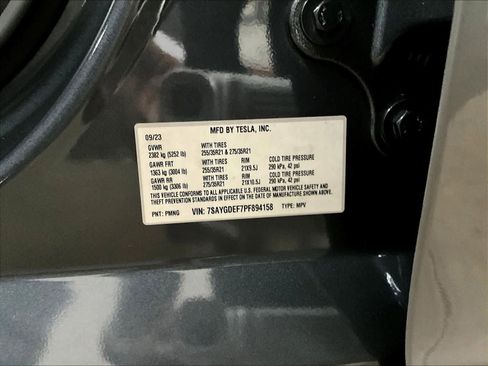 MFD BY TESLA, INC.
09/23
GVWR WITH TIRES
2382 kg (5252 lb) 255/35R21 & 275/35R21
GAWR FRT WITH TIRES RIM COLD TIRE PRESSURE
1363 kg (3004 lb) 255/35R21 21X9.5J 290 kPa, 42 psi
GAWR RR WITH TIRES RIM COLD TIRE PRESSURE
1500 kg (3306 lb) 275/35R21 21X10.5J 290 kPa, 42 psi
THIS VEHICLE CONFORMS TO ALL APPLICABLE U.S. FEDERAL MOTOR VEHICLE SAFETY AND
THEFT PREVENTION STANDARDS IN EFFECT ON THE DATE OF MANUFACTURE SHOWN ABOVE.
PNT: PMNG VIN: 7SAYGDEF7PF894158 TYPE: MPV